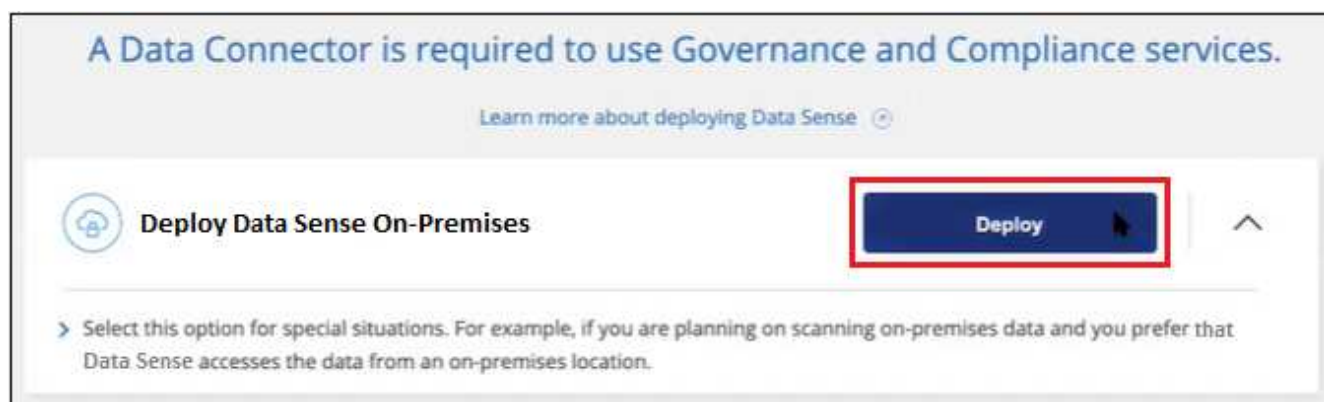 A Data Connector is required to use Governance and Compliance services.
Learn more about deploying Data Sense
Deploy Data Sense On-Premises
Deploy
Select this option for special situations. For example, if you are planning on scanning on-premises data and you prefer that
Data Sense accesses the data from an on-premises location.